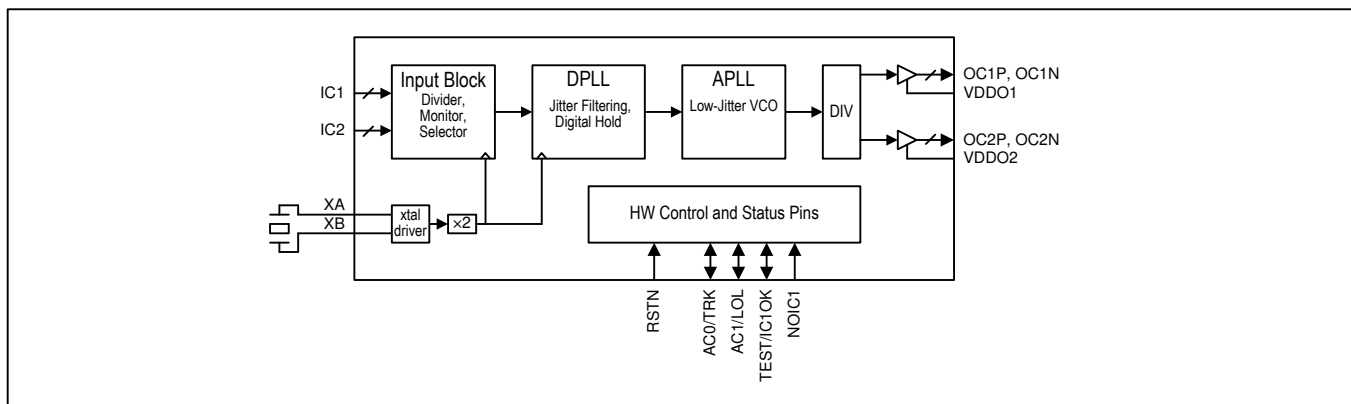 IC1
IC2
Input Block
Divider,
Monitor,
Selector
DPLL
Jitter Filtering,
Digital Hold
APLL
Low-Jitter VCO
DIV
OC1P, OC1N
VDDO1
OC2P, OC2N
VDDO2
XA
XB
xtal
driver
×2
HW Control and Status Pins
RSTN
AC0/TRK
AC1/LOL
TEST/IC1OK
NOIC1